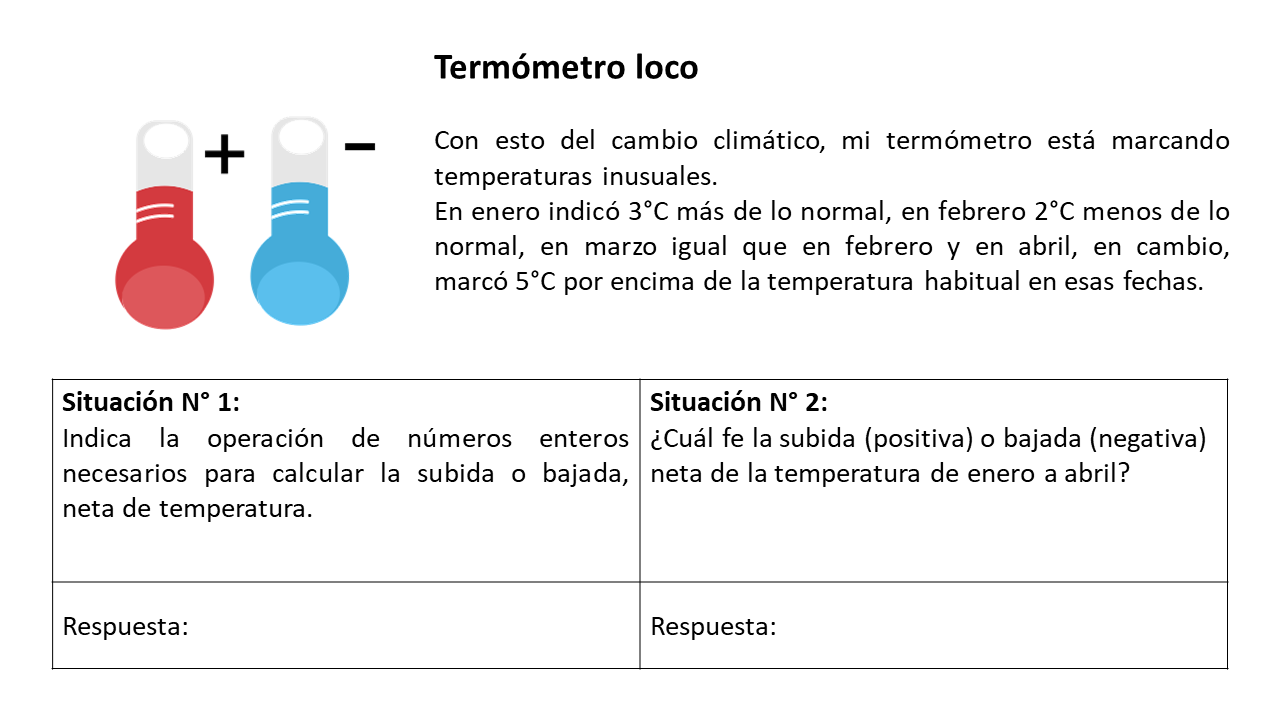 Termómetro loco
+
-
Con esto del cambio climático, mi termómetro está marcando
temperaturas inusuales.
En enero indicó 3°C más de lo normal, en febrero 2°C menos de lo
normal, en marzo igual que en febrero y en abril, en cambio,
marcó 5°C por encima de la temperatura habitual en esas fechas.
Situación N° 1:
Indica la operación de números enteros
necesarios para calcular la subida o bajada,
neta de temperatura.
Situación N° 2:
¿Cuál fe la subida (positiva) o bajada (negativa)
neta de la temperatura de enero a abril?
Respuesta:
Respuesta: